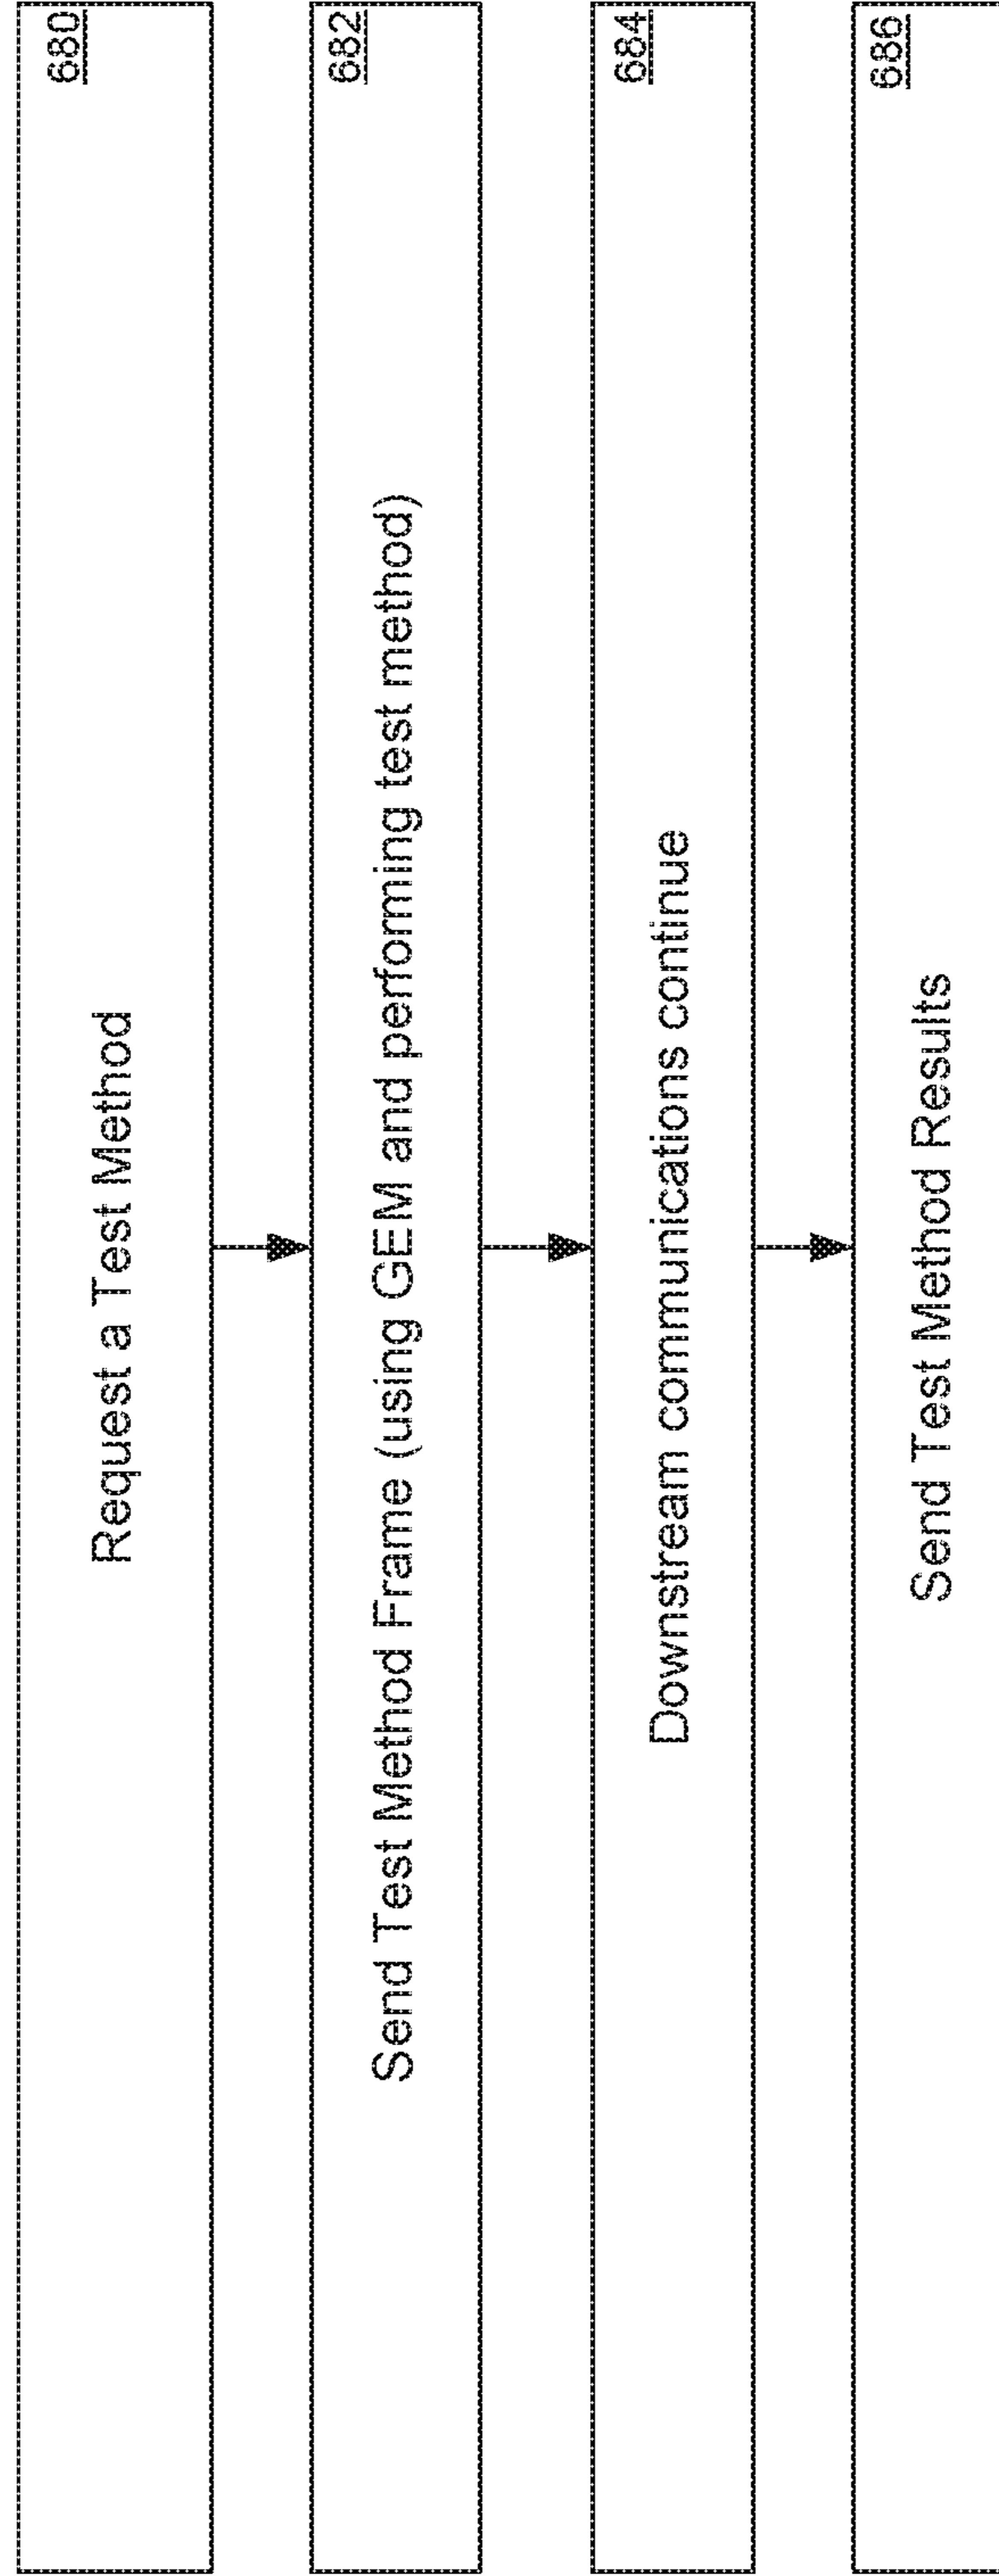 680
Request a Test Method
682
Send Test Method Frame (using GEM and performing test method)
684
Downstream communications continue
686
Send Test Method Results